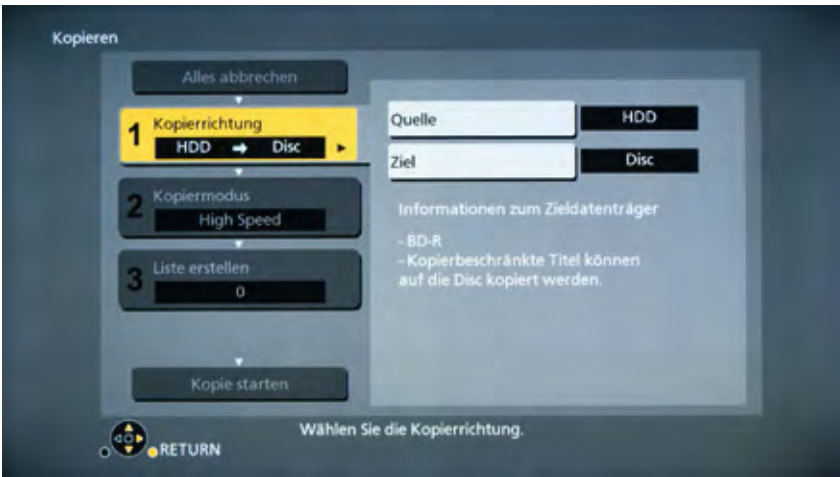 Kopieren
Alles abbrechen
1 Kopierrichtung
HDD → Disc
2 Kopiermodus
High Speed
3 Liste erstellen
0
Kopie starten
Quelle HDD
Ziel Disc
Informationen zum Zieldatenträger
- BD-R
- Kopierbeschränkte Titel können
auf die Disc kopiert werden.
Wählen Sie die Kopierrichtung.
RETURN